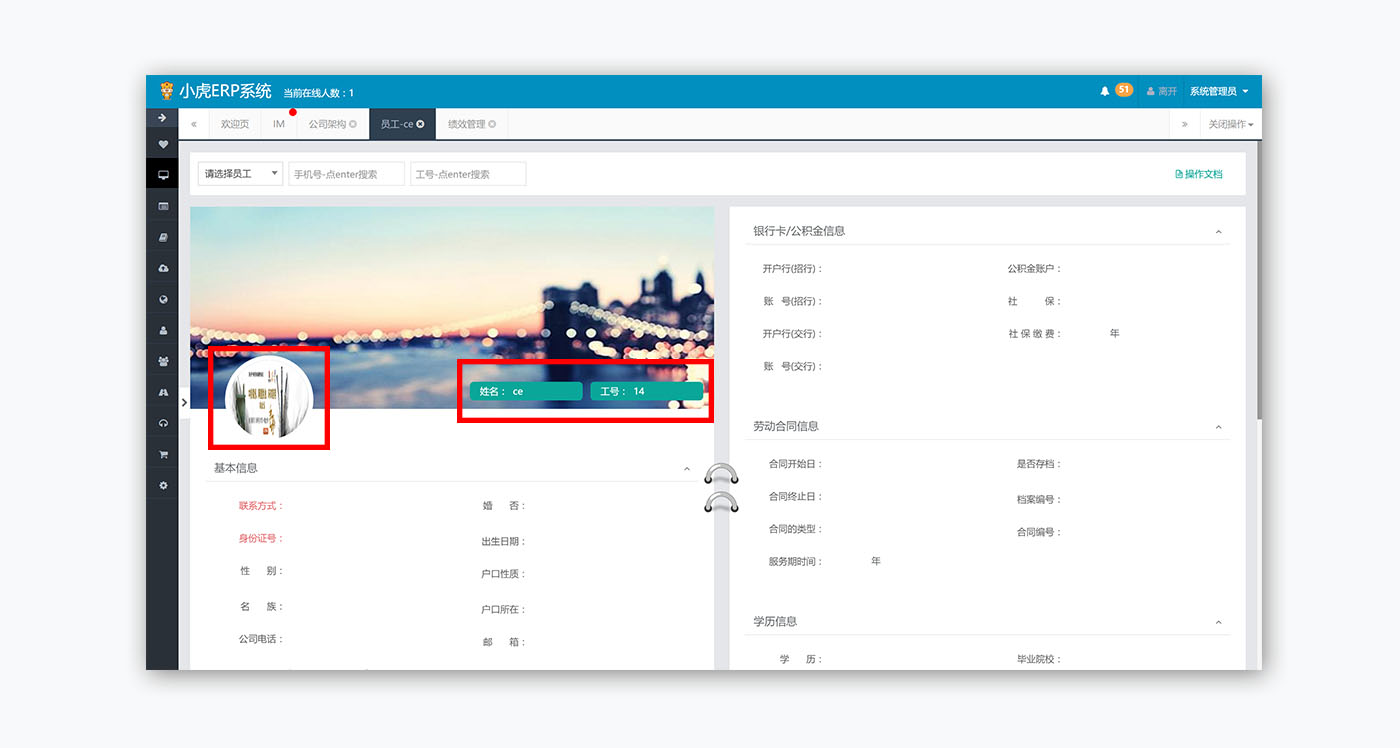 小虎ERP系统 当前在线人数：1 51 离开 系统管理员
« 欢迎页 IM 公司架构 员工-ce 绩效管理 » 关闭操作
请选择员工 手机号-点enter搜索 工号-点enter搜索 操作文档
姓名： ce 工号： 14
基本信息
联系方式： 婚 否：
身份证号： 出生日期：
性 别： 户口性质：
名 族： 户口所在：
公司电话： 邮 箱：
银行卡/公积金信息
开户行(招行)： 公积金账户：
账 号(招行)： 社 保：
开户行(交行)： 社 保 缴 费： 年
账 号(交行)：
劳动合同信息
合同开始日： 是否存档：
合同终止日： 档案编号：
合同的类型： 合同编号：
服务期时间： 年
学历信息
学 历： 毕业院校：